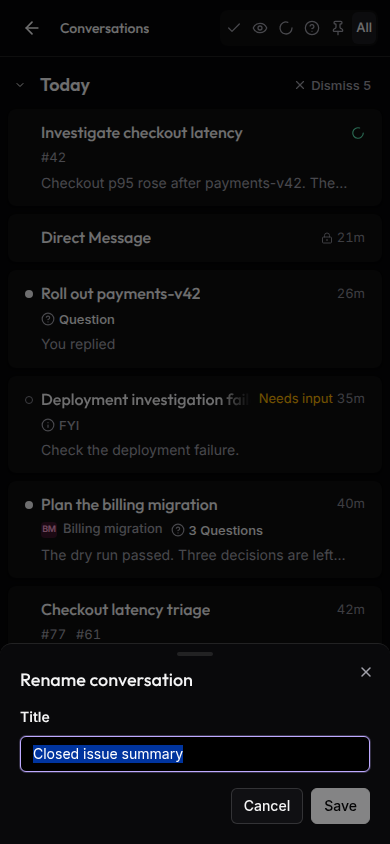 Conversations
All
Today
Dismiss 5
Investigate checkout latency
#42
Checkout p95 rose after payments-v42. The...
Direct Message
21m
Roll out payments-v42
26m
Question
You replied
Deployment investigation fail
Needs input 35m
FYI
Check the deployment failure.
Plan the billing migration
40m
BM Billing migration 3 Questions
The dry run passed. Three decisions are left...
Checkout latency triage
42m
#77 #61
Rename conversation
Title
Closed issue summary
Cancel
Save